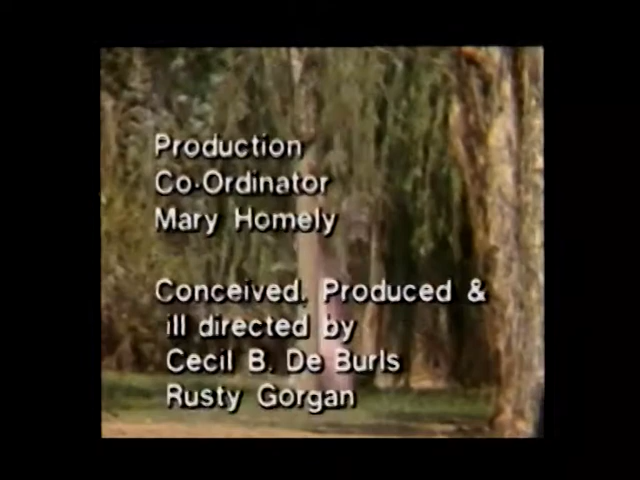 Production
Co-Ordinator
Mary Homely
Conceived, Produced &
ill directed by
Cecil B. De Burls
Rusty Gorgan